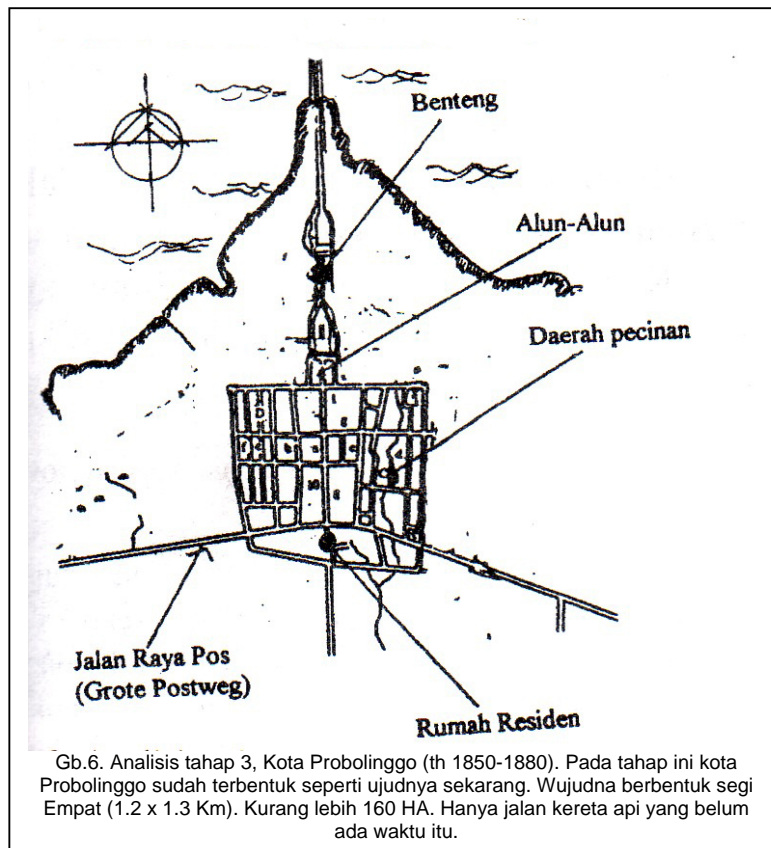 Benteng
Alun-Alun
Daerah pecinan
Jalan Raya Pos
(Grote Postweg)
Rumah Residen
Gb.6. Analisis tahap 3, Kota Probolinggo (th 1850-1880). Pada tahap ini kota
Probolinggo sudah terbentuk seperti ujudnya sekarang. Wujudna berbentuk segi
Empat (1.2 x 1.3 Km). Kurang lebih 160 HA. Hanya jalan kereta api yang belum
ada waktu itu.